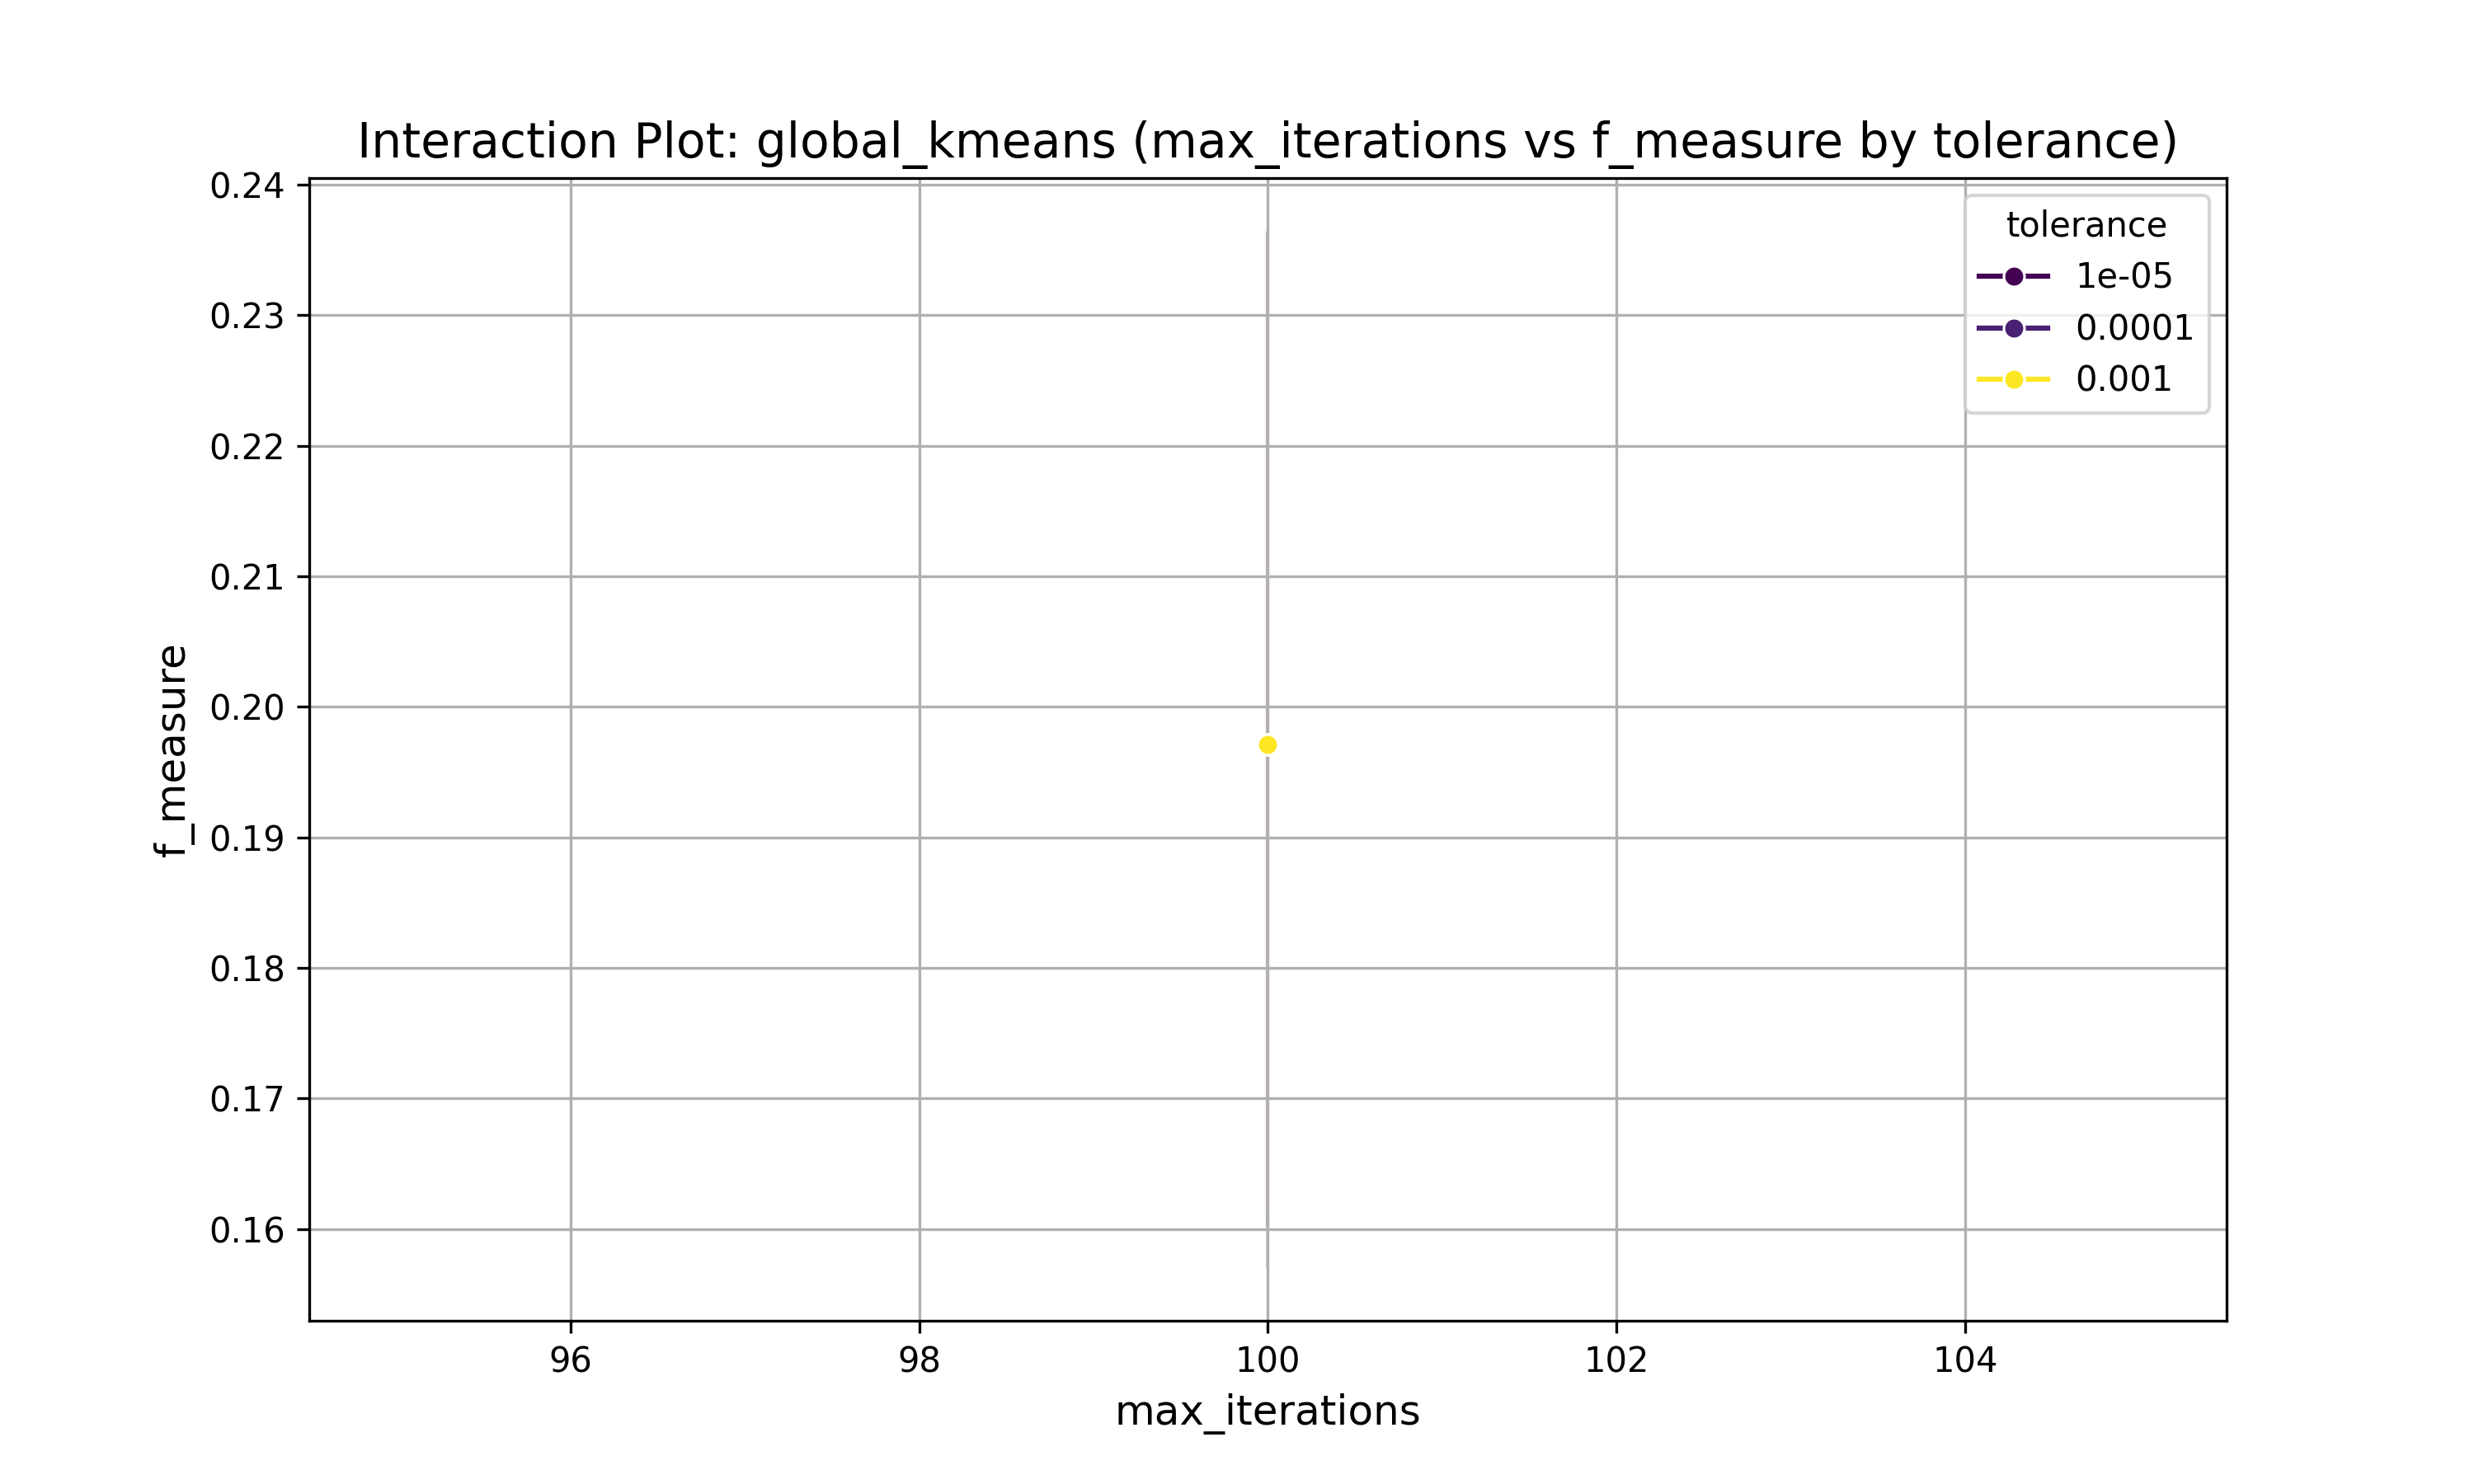 Interaction Plot: global_kmeans (max_iterations vs f_measure by tolerance)
0.24
0.23
0.22
0.21
0.20
0.19
0.18
0.17
0.16
f_measure
tolerance
1e-05
0.0001
0.001
96 98 100 102 104
max_iterations